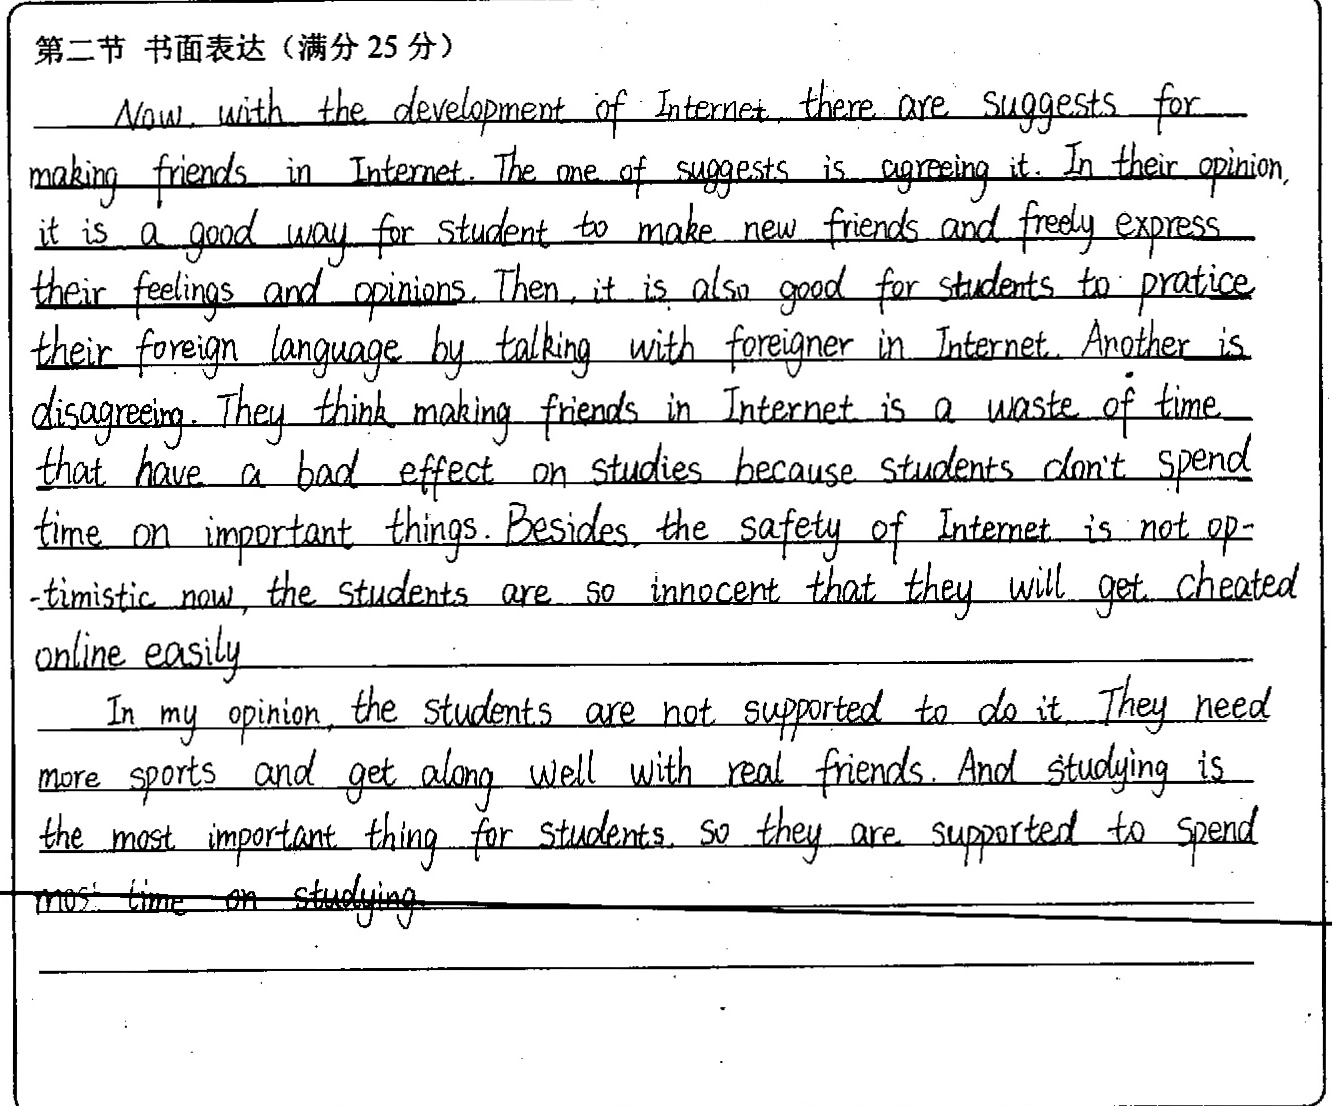 第二节 书面表达（满分 25 分）
Now, with the development of Internet, there are suggests for
making friends in Internet. The one of suggests is agreeing it. In their opinion,
it is a good way for student to make new friends and freely express
their feelings and opinions. Then, it is also good for students to pratice
their foreign language by talking with foreigner in Internet. Another is
disagreeing. They think making friends in Internet is a waste of time
that have a bad effect on studies because students don't spend
time on important things. Besides, the safety of Internet is not op-
-timistic now, the students are so innocent that they will get cheated
online easily
In my opinion, the students are not supported to do it. They need
more sports and get along well with real friends. And studying is
the most important thing for students. So they are supported to spend
most time on studying.